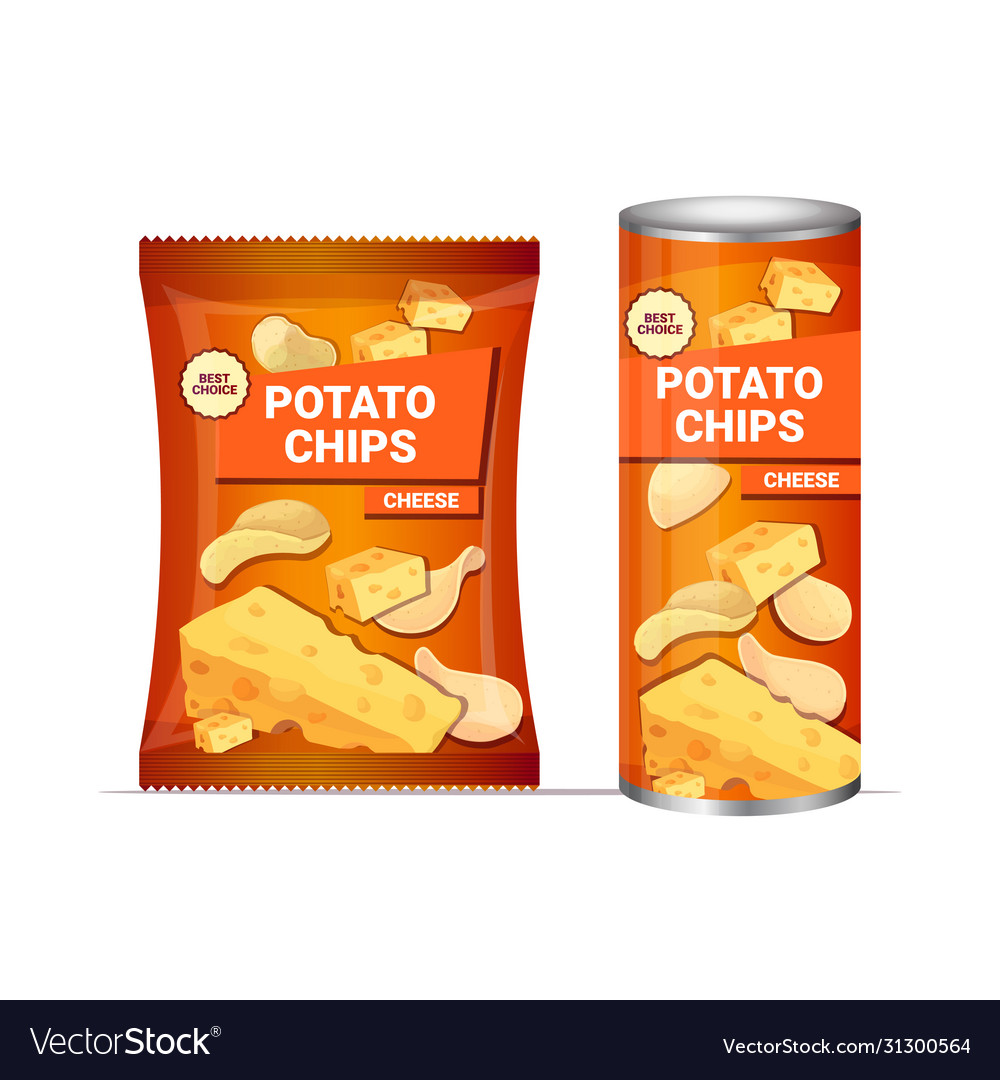 BEST
CHOICE
POTATO
CHIPS
CHEESE
BEST
CHOICE
POTATO
CHIPS
CHEESE
VectorStock®
VectorStock.com/31300564